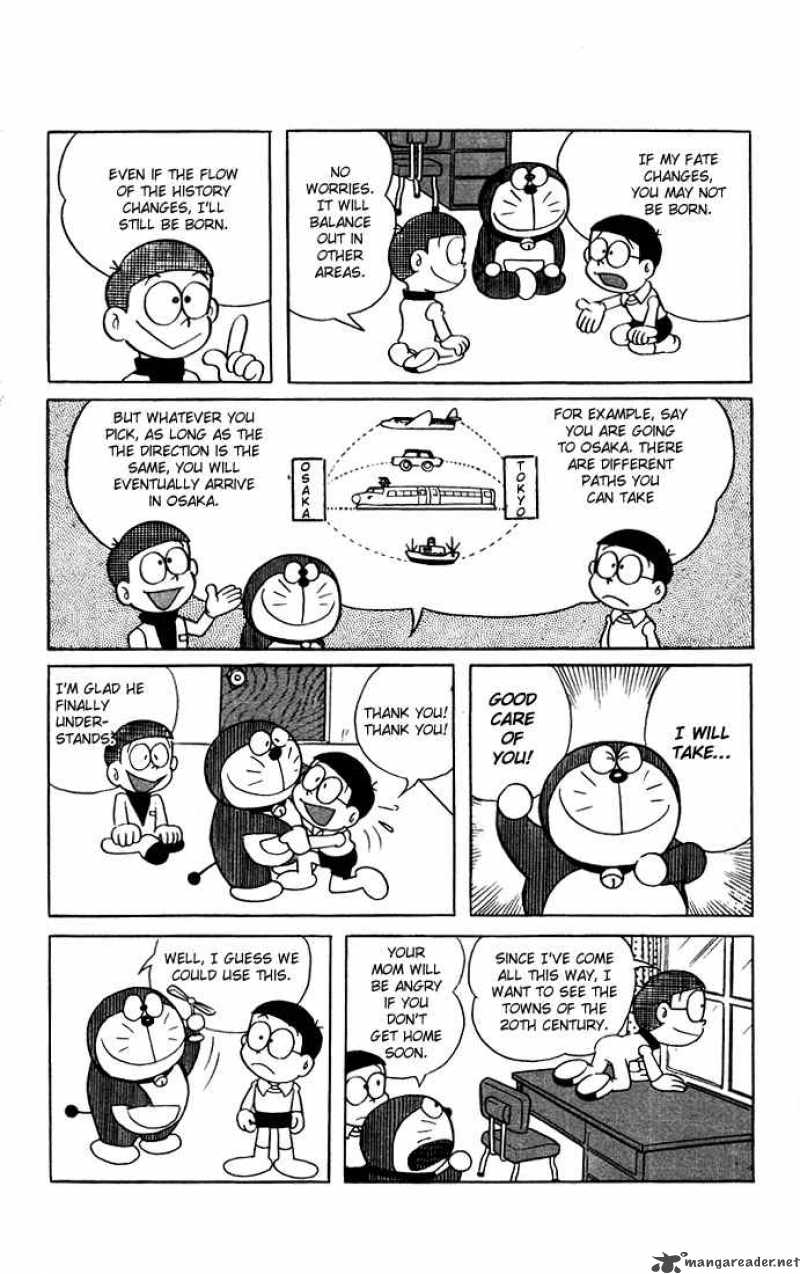 IF MY FATE
CHANGES,
YOU MAY NOT
BE BORN.
NO
WORRIES.
IT WILL
BALANCE
OUT IN
OTHER
AREAS.
EVEN IF THE FLOW
OF THE HISTORY
CHANGES, I'LL
STILL BE BORN.
FOR EXAMPLE, SAY
YOU ARE GOING
TO OSAKA. THERE
ARE DIFFERENT
PATHS YOU
CAN TAKE
TOKYO
OSAKA
BUT WHATEVER YOU
PICK, AS LONG AS THE
THE DIRECTION IS THE
SAME, YOU WILL
EVENTUALLY ARRIVE
IN OSAKA.
I WILL
TAKE...
GOOD
CARE
OF
YOU!
THANK YOU!
THANK YOU!
I'M GLAD HE
FINALLY
UNDER-
STANDS.
SINCE I'VE COME
ALL THIS WAY, I
WANT TO SEE THE
TOWNS OF THE
20TH CENTURY.
YOUR
MOM WILL
BE ANGRY
IF YOU
DON'T
GET HOME
SOON.
WELL, I GUESS WE
COULD USE THIS.
mangareader.net